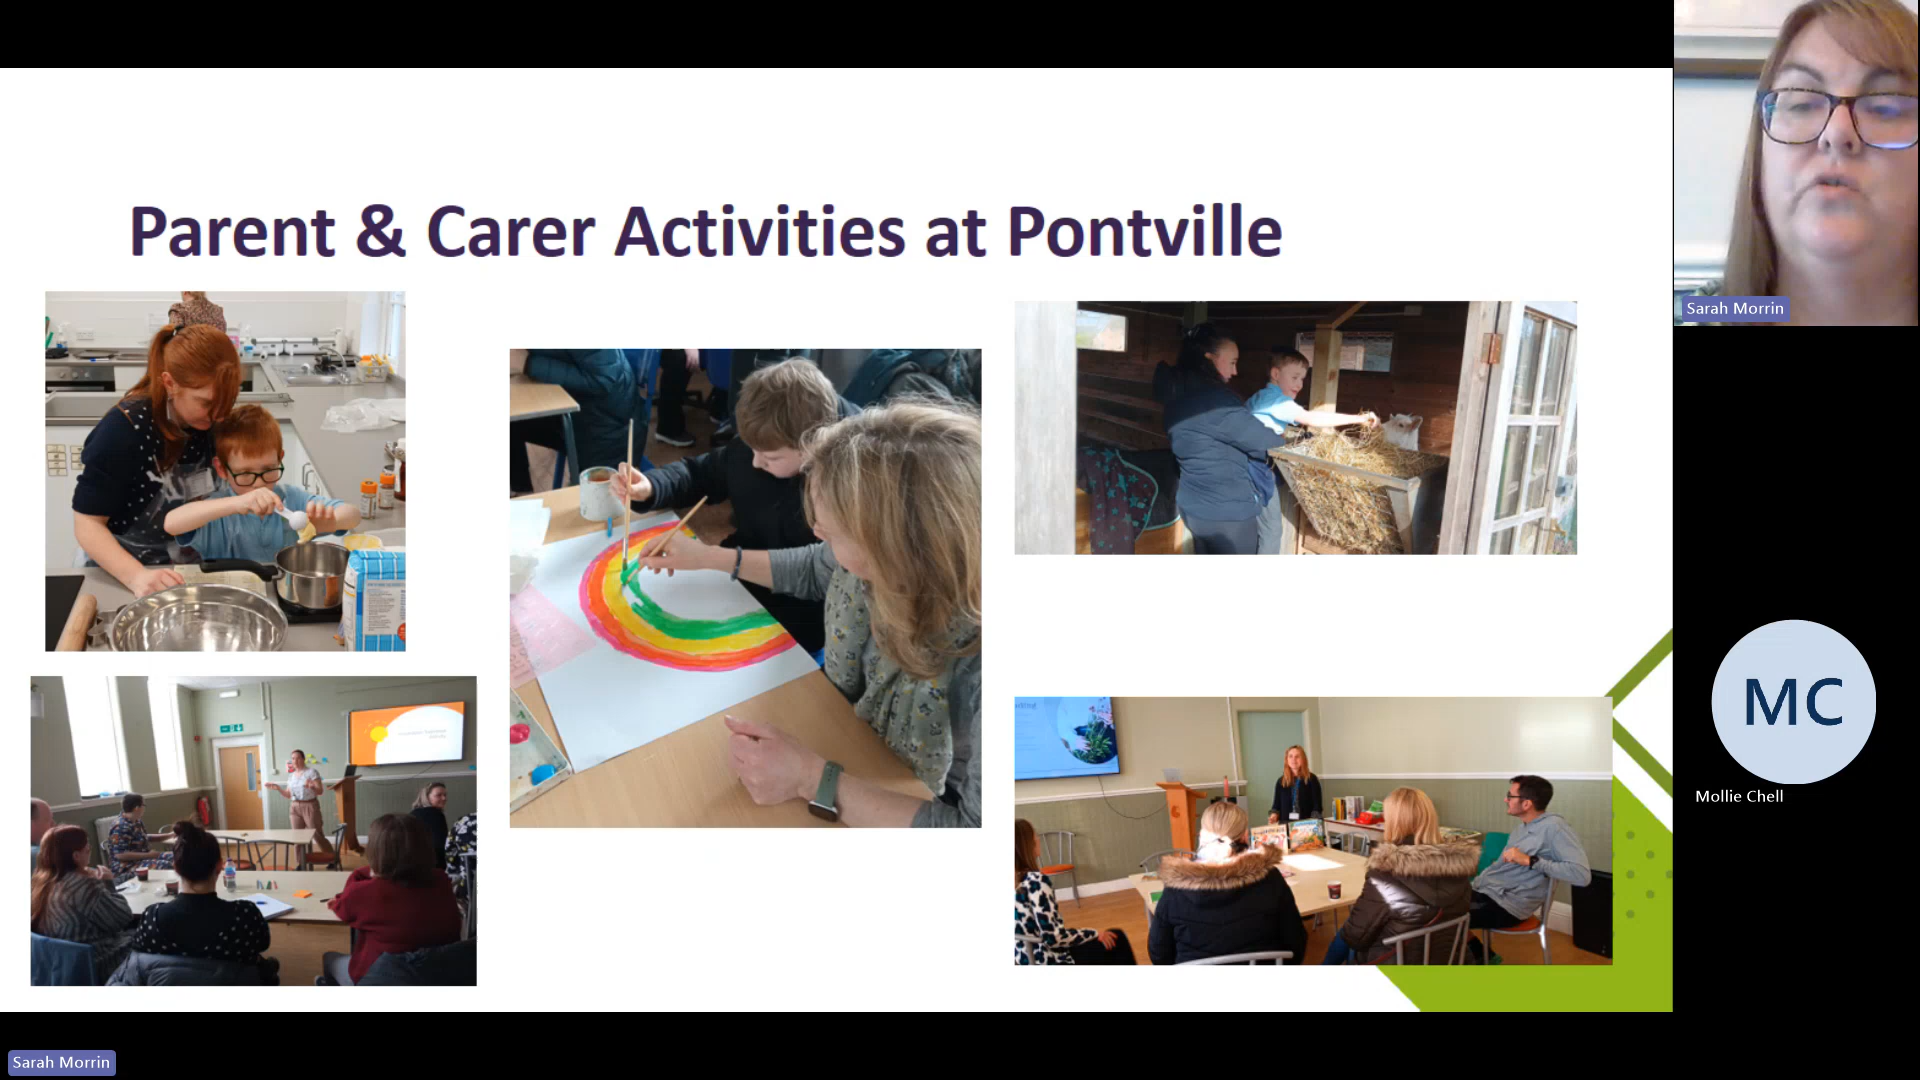 Parent & Carer Activities at Pontville
Sarah Morrin
MC
Mollie Chell
Sarah Morrin